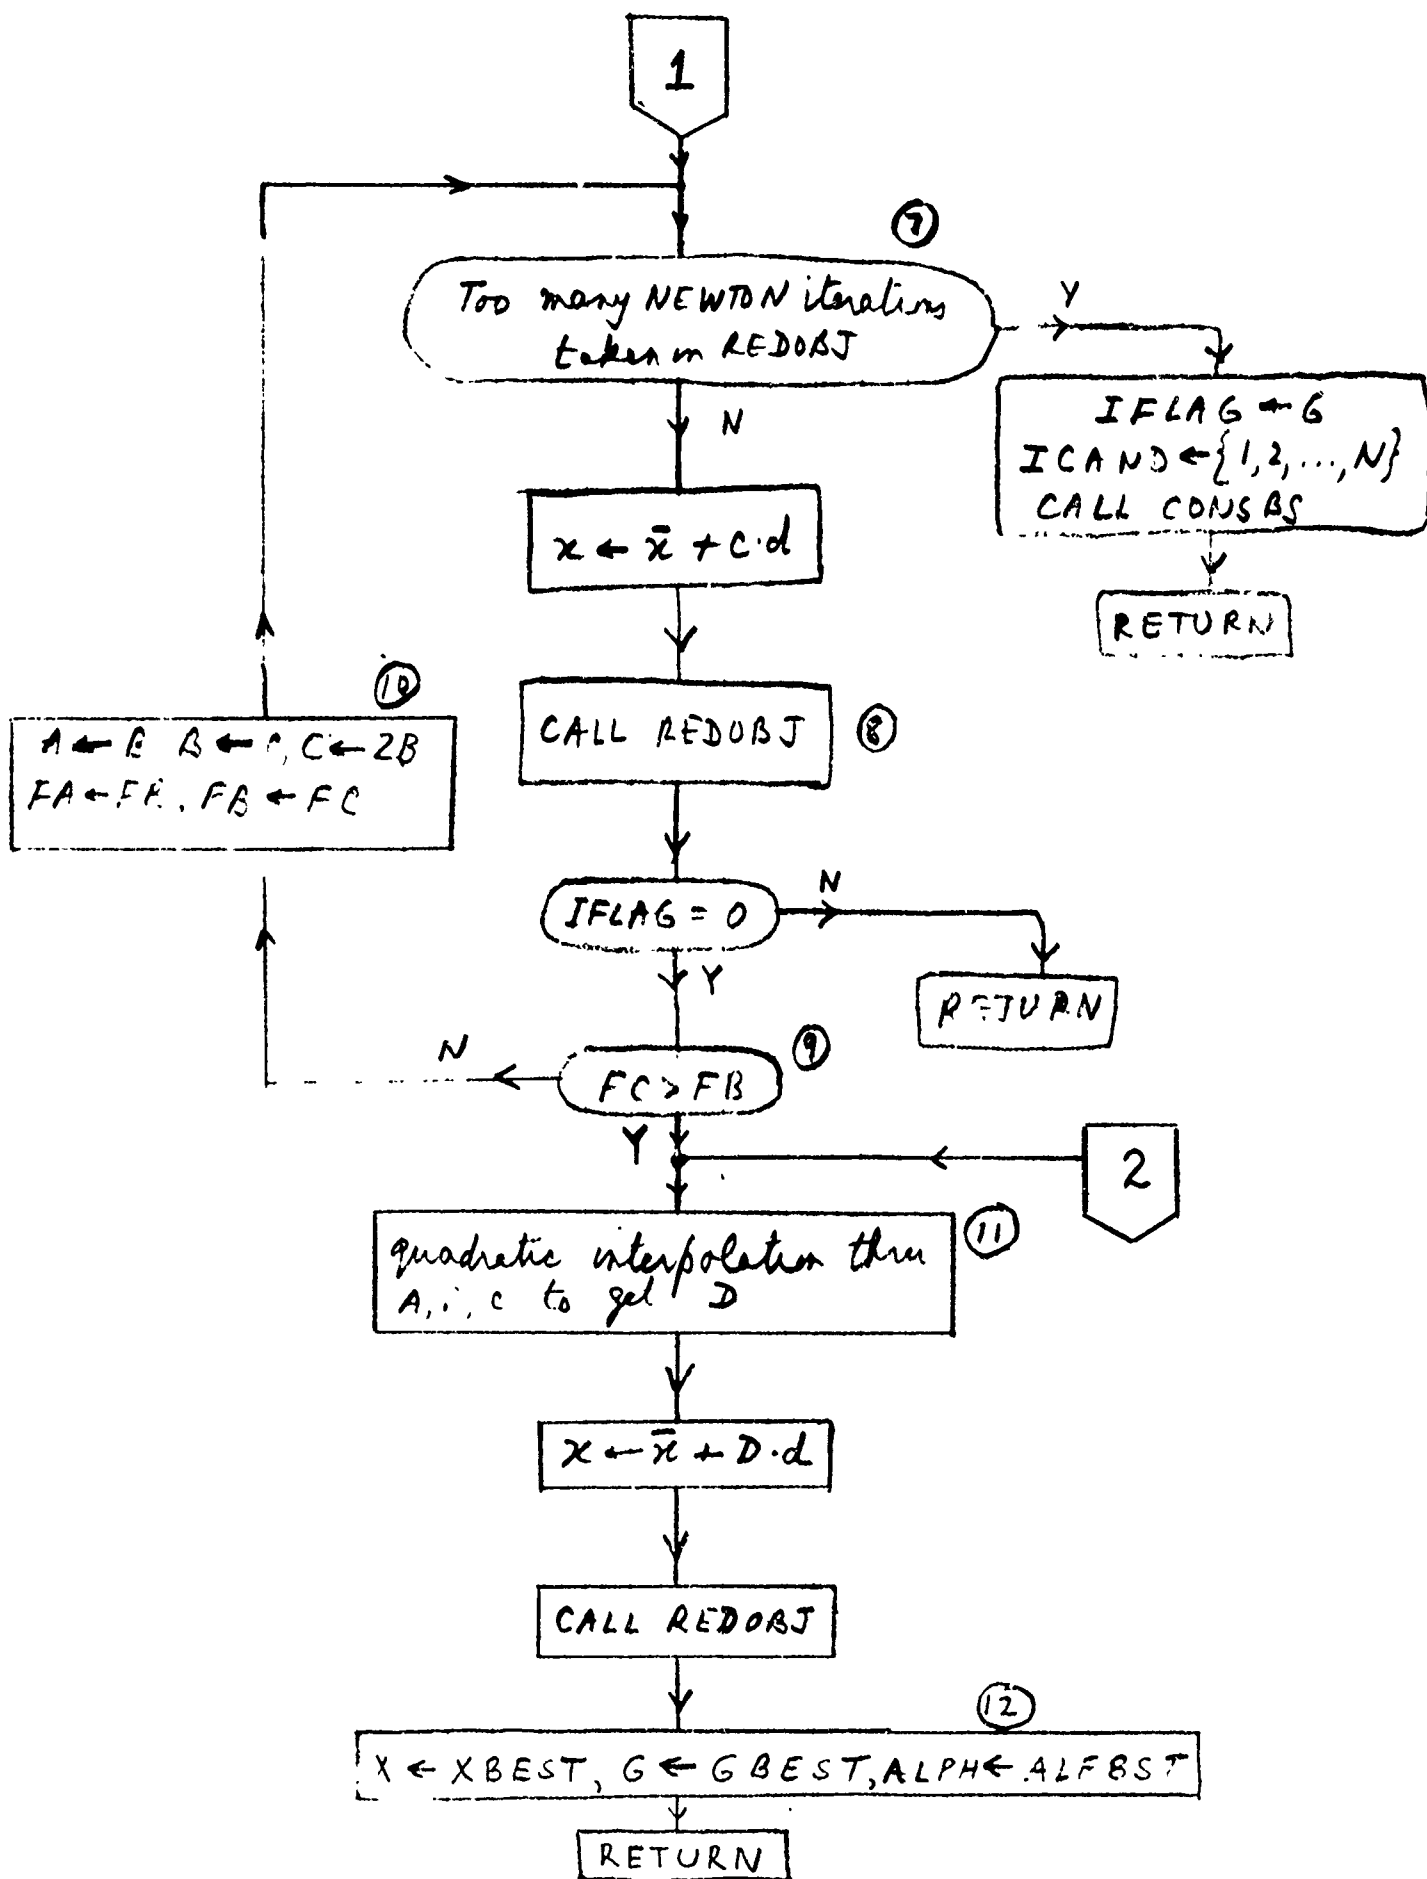 1
7
Too many NEWTON iterations
taken in REDOBJ
Y
N
IFLAG ← 6
ICAND ← {1, 2, ..., N}
CALL CONSBS
RETURN
x ← x̄ + C·d
CALL REDOBJ
8
10
A ← B ← , C ← 2B
FA ← , FB ← FC
IFLAG = 0
N
Y
RETURN
9
FC > FB
N
Y
2
11
quadratic interpolation thru
A, , C to get D
x ← x̄ + D·d
CALL REDOBJ
12
X ← XBEST, G ← GBEST, ALPH ← ALFBST
RETURN